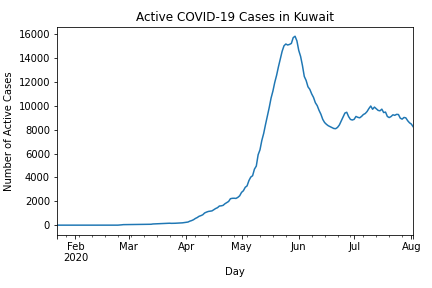 Active COVID-19 Cases in Kuwait
Number of Active Cases
16000
14000
12000
10000
8000
6000
4000
2000
0
Feb Mar Apr May Jun Jul Aug
2020
Day